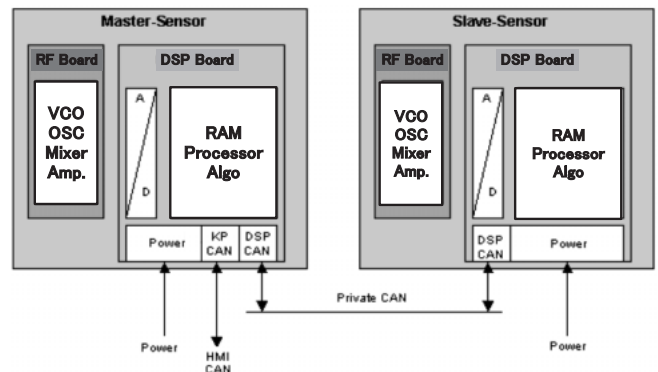 Master-Sensor
RF Board
DSP Board
VCO
OSC
Mixer
Amp.
A
D
RAM
Processor
Algo
Power
KP
CAN
DSP
CAN
Power
HMI
CAN
Private CAN
Slave-Sensor
RF Board
DSP Board
VCO
OSC
Mixer
Amp.
A
D
RAM
Processor
Algo
DSP
CAN
Power
Power